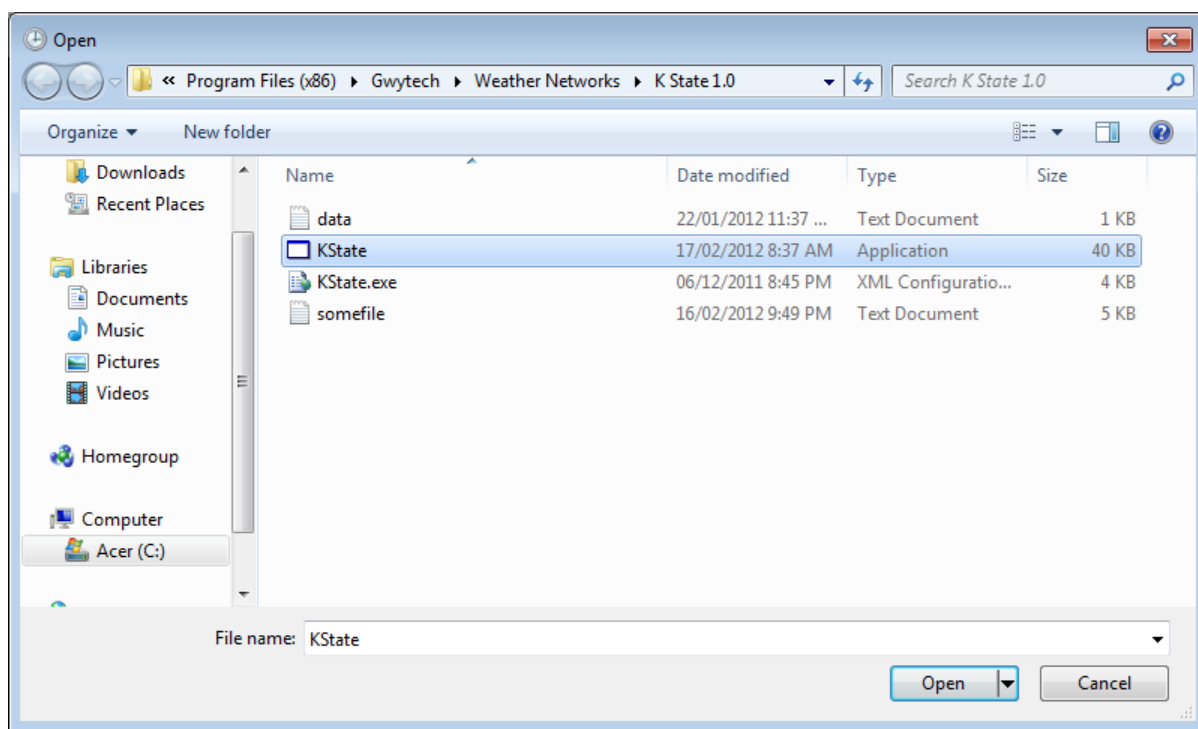 Open
« Program Files (x86) ▸ Gwytech ▸ Weather Networks ▸ K State 1.0
Search K State 1.0
Organize
New folder
Downloads
Recent Places
Libraries
Documents
Music
Pictures
Videos
Homegroup
Computer
Acer (C:)
Name Date modified Type Size
data 22/01/2012 11:37 ... Text Document 1 KB
KState 17/02/2012 8:37 AM Application 40 KB
KState.exe 06/12/2011 8:45 PM XML Configuratio... 4 KB
somefile 16/02/2012 9:49 PM Text Document 5 KB
File name: KState
Open
Cancel